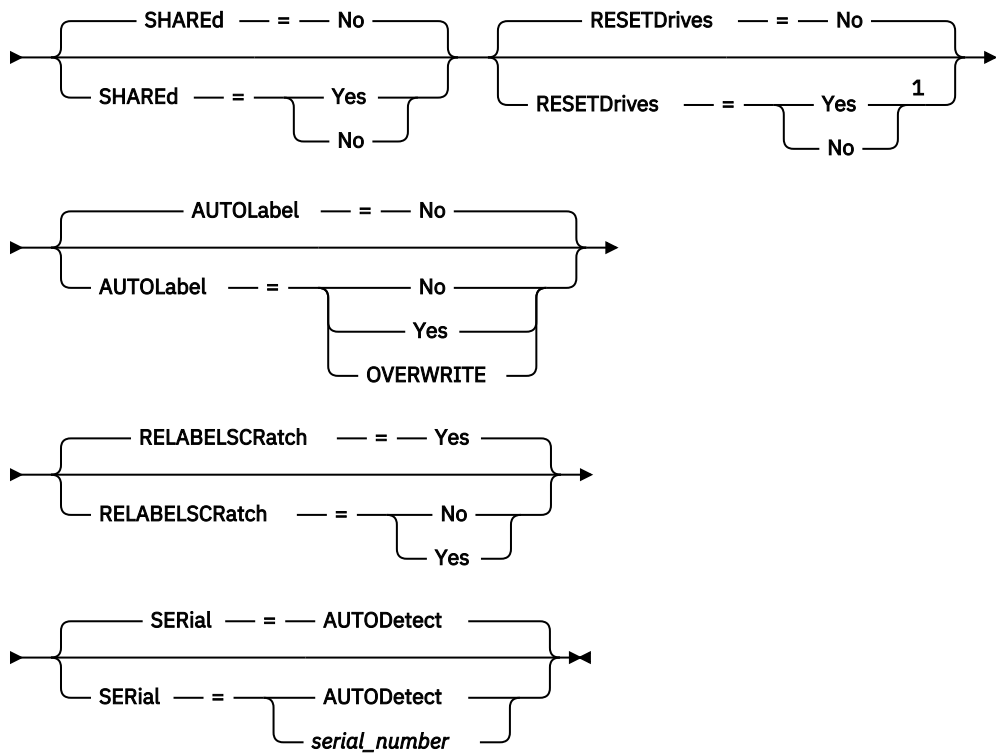 SHAREd = No
RESETDrives = No
SHAREd = Yes
No
RESETDrives = Yes 1
No
AUTOLabel = No
AUTOLabel = No
Yes
OVERWRITE
RELABELSCRatch = Yes
RELABELSCRatch = No
Yes
SERial = AUTODetect
SERial = AUTODetect
serial_number